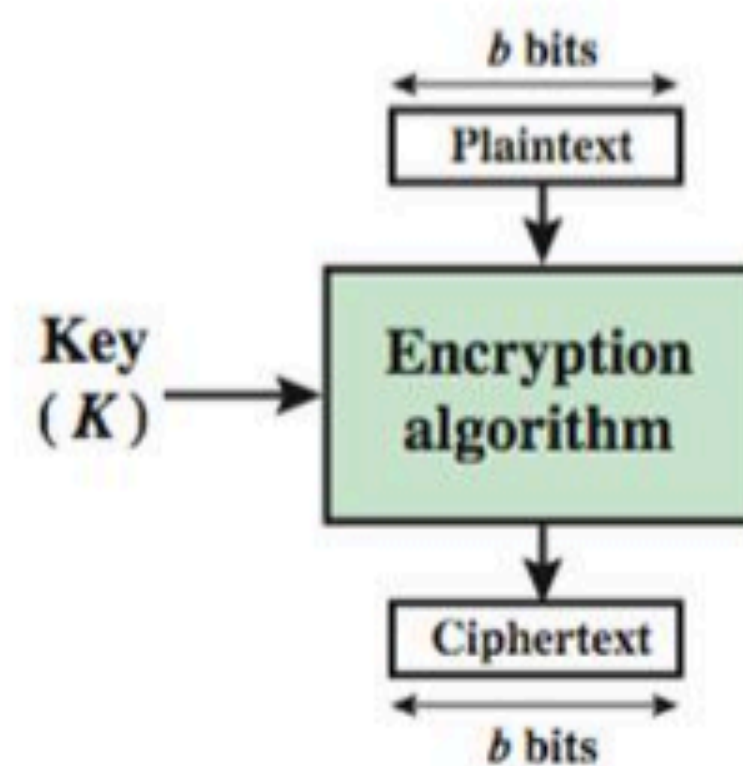 b bits
Plaintext
Key
(K)
Encryption
algorithm
Ciphertext
b bits